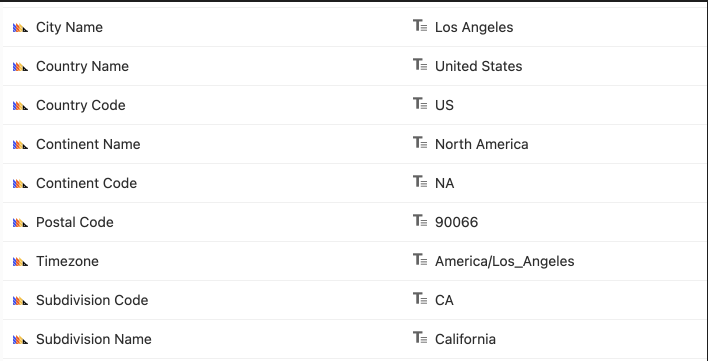 City Name Los Angeles
Country Name United States
Country Code US
Continent Name North America
Continent Code NA
Postal Code 90066
Timezone America/Los_Angeles
Subdivision Code CA
Subdivision Name California